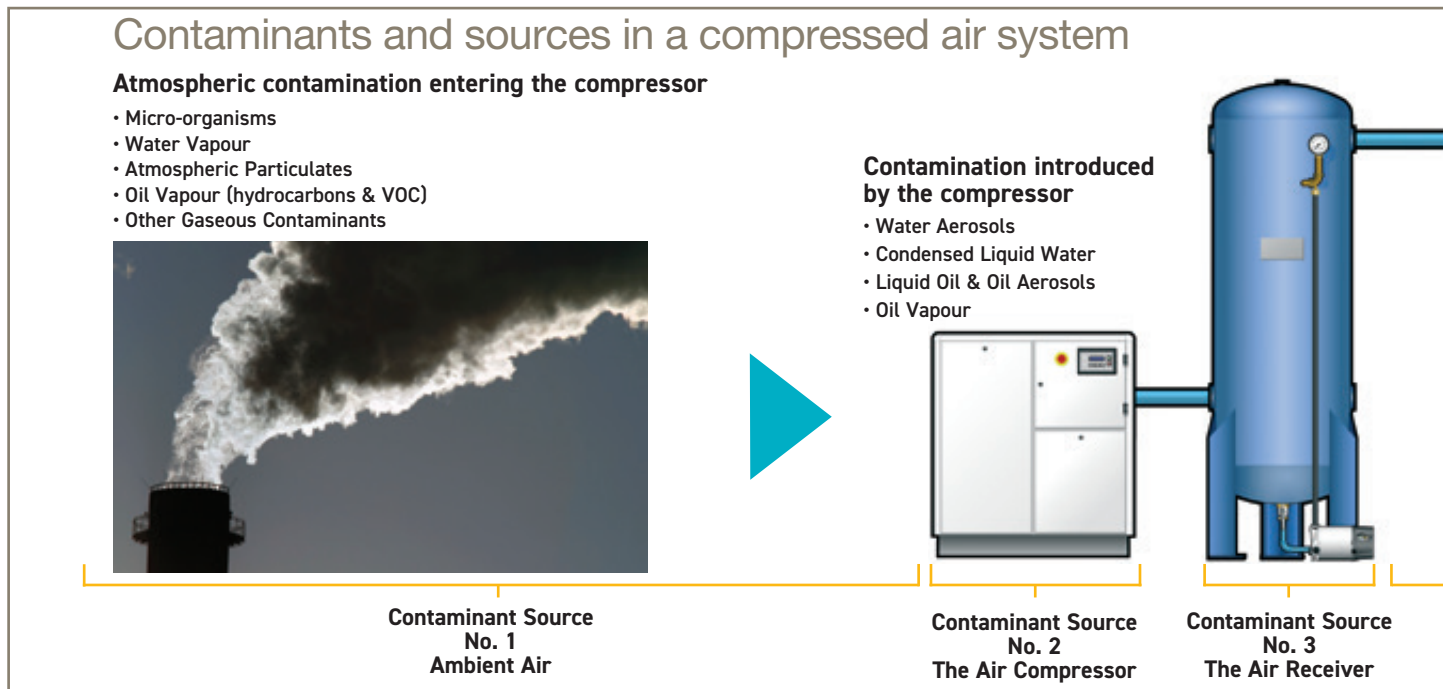 Contaminants and sources in a compressed air system
Atmospheric contamination entering the compressor
• Micro-organisms
• Water Vapour
• Atmospheric Particulates
• Oil Vapour (hydrocarbons & VOC)
• Other Gaseous Contaminants
Contamination introduced
by the compressor
• Water Aerosols
• Condensed Liquid Water
• Liquid Oil & Oil Aerosols
• Oil Vapour
Contaminant Source
No. 1
Ambient Air
Contaminant Source
No. 2
The Air Compressor
Contaminant Source
No. 3
The Air Receiver